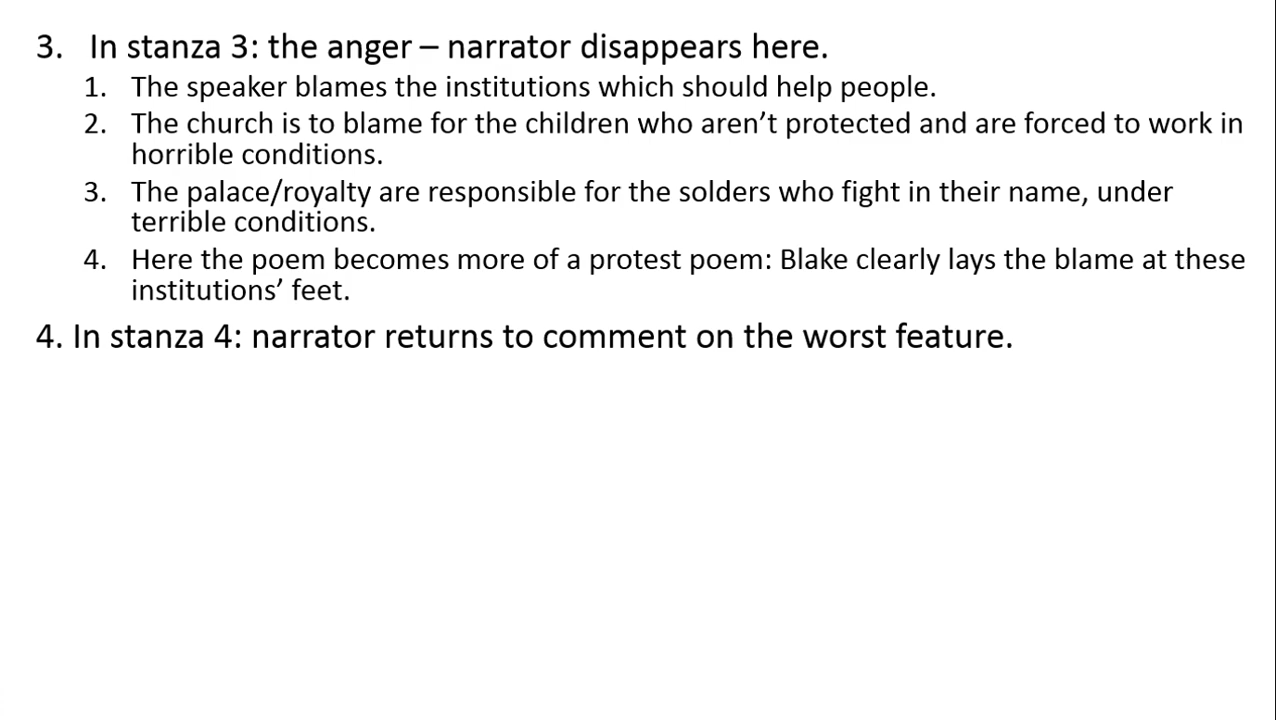 3. In stanza 3: the anger – narrator disappears here.
1. The speaker blames the institutions which should help people.
2. The church is to blame for the children who aren’t protected and are forced to work in
horrible conditions.
3. The palace/royalty are responsible for the solders who fight in their name, under
terrible conditions.
4. Here the poem becomes more of a protest poem: Blake clearly lays the blame at these
institutions’ feet.
4. In stanza 4: narrator returns to comment on the worst feature.